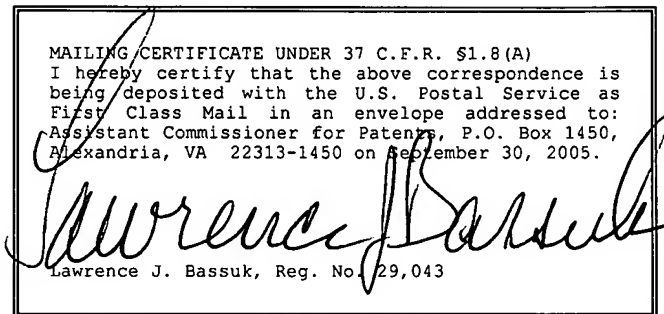 MAILING CERTIFICATE UNDER 37 C.F.R. §1.8(A)
I hereby certify that the above correspondence is
being deposited with the U.S. Postal Service as
First Class Mail in an envelope addressed to:
Assistant Commissioner for Patents, P.O. Box 1450,
Alexandria, VA 22313-1450 on September 30, 2005.
Lawrence J Bassuk
Lawrence J. Bassuk, Reg. No. 29,043